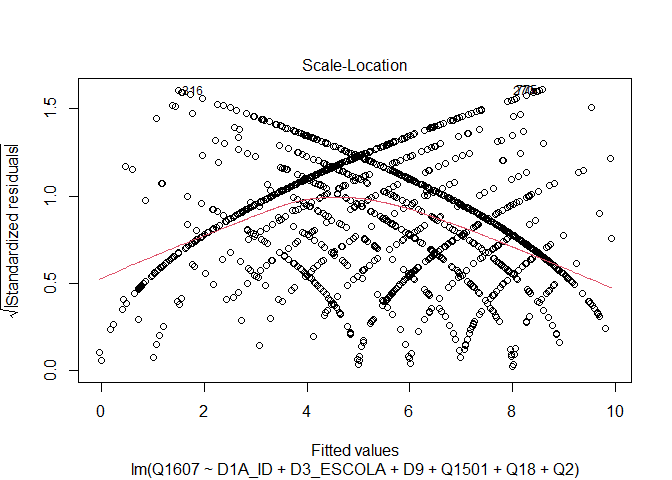 Scale-Location
√|Standardized residuals|
0.0 0.5 1.0 1.5
316
0 2 4 6 8 10
Fitted values
lm(Q1607 ~ D1A_ID + D3_ESCOLA + D9 + Q1501 + Q18 + Q2)